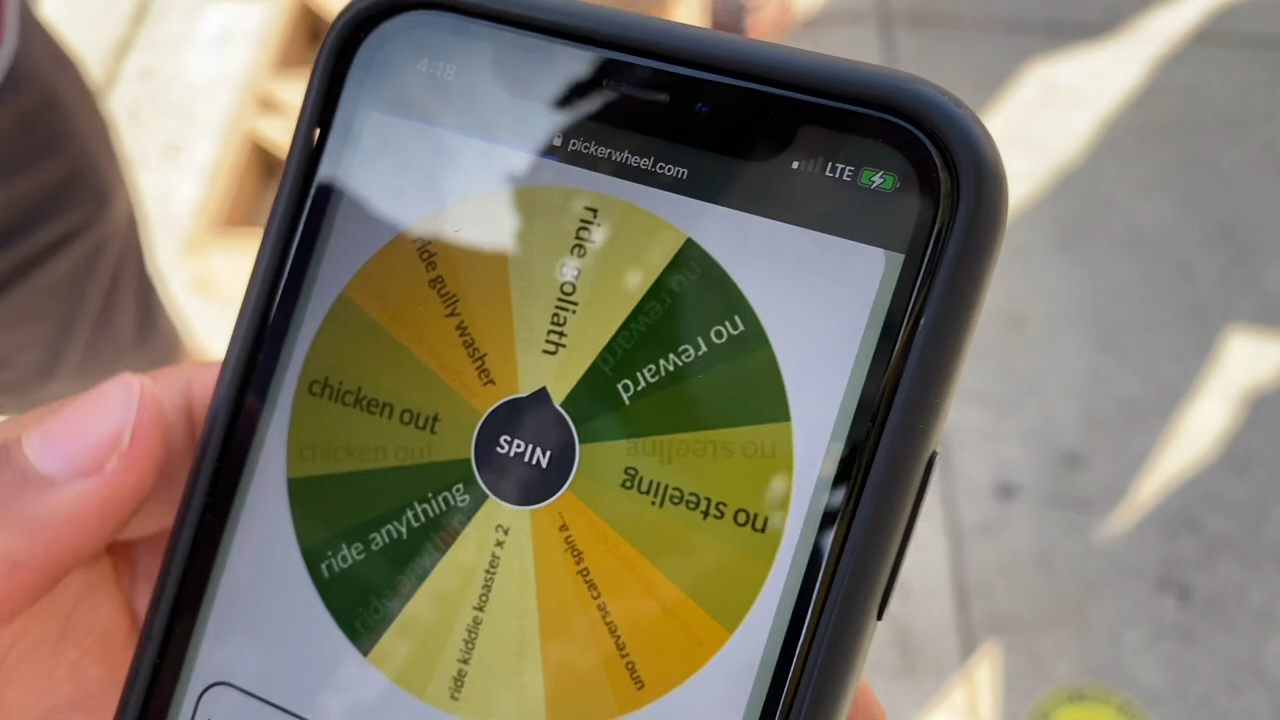 4:18
pickerwheel.com
LTE
ride goliath
no reward
no steeling
uno reverse card spin a...
ride kiddie koaster x 2
ride anything
chicken out
ride gully washer
SPIN